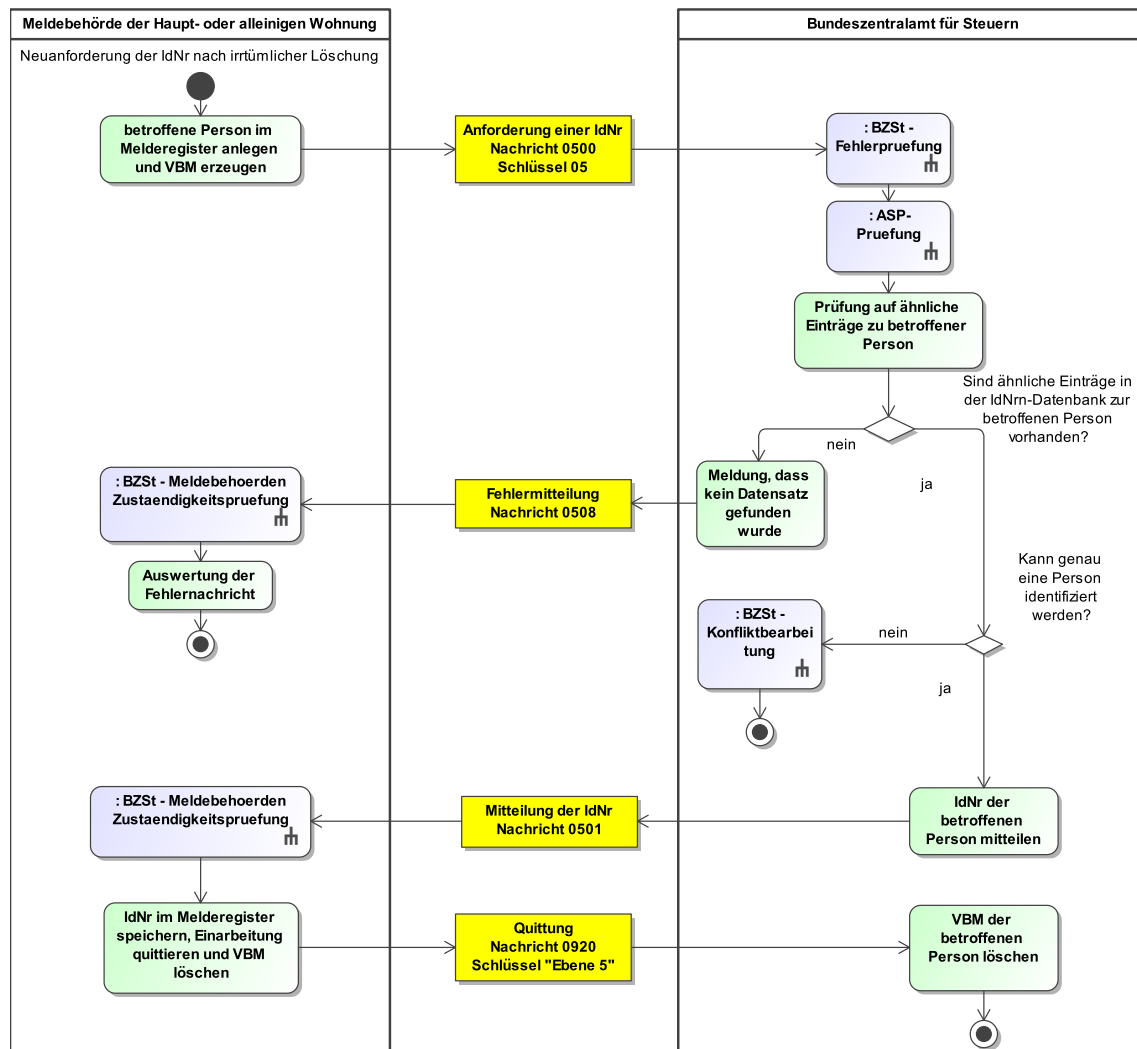 Meldebehörde der Haupt- oder alleinigen Wohnung
Bundeszentralamt für Steuern
Neuanforderung der IdNr nach irrtümlicher Löschung
betroffene Person im
Melderegister anlegen
und VBM erzeugen
Anforderung einer IdNr
Nachricht 0500
Schlüssel 05
: BZSt -
Fehlerpruefung
: ASP-
Pruefung
Prüfung auf ähnliche
Einträge zu betroffener
Person
Sind ähnliche Einträge in
der IdNrn-Datenbank zur
betroffenen Person
vorhanden?
nein
ja
Meldung, dass
kein Datensatz
gefunden
wurde
Fehlermitteilung
Nachricht 0508
: BZSt - Meldebehoerden
Zustaendigkeitspruefung
Auswertung der
Fehlernachricht
Kann genau
eine Person
identifiziert
werden?
nein
ja
: BZSt -
Konfliktbearbei
tung
IdNr der
betroffenen
Person mitteilen
Mitteilung der IdNr
Nachricht 0501
: BZSt - Meldebehoerden
Zustaendigkeitspruefung
IdNr im Melderegister
speichern, Einarbeitung
quittieren und VBM
löschen
Quittung
Nachricht 0920
Schlüssel "Ebene 5"
VBM der
betroffenen
Person löschen